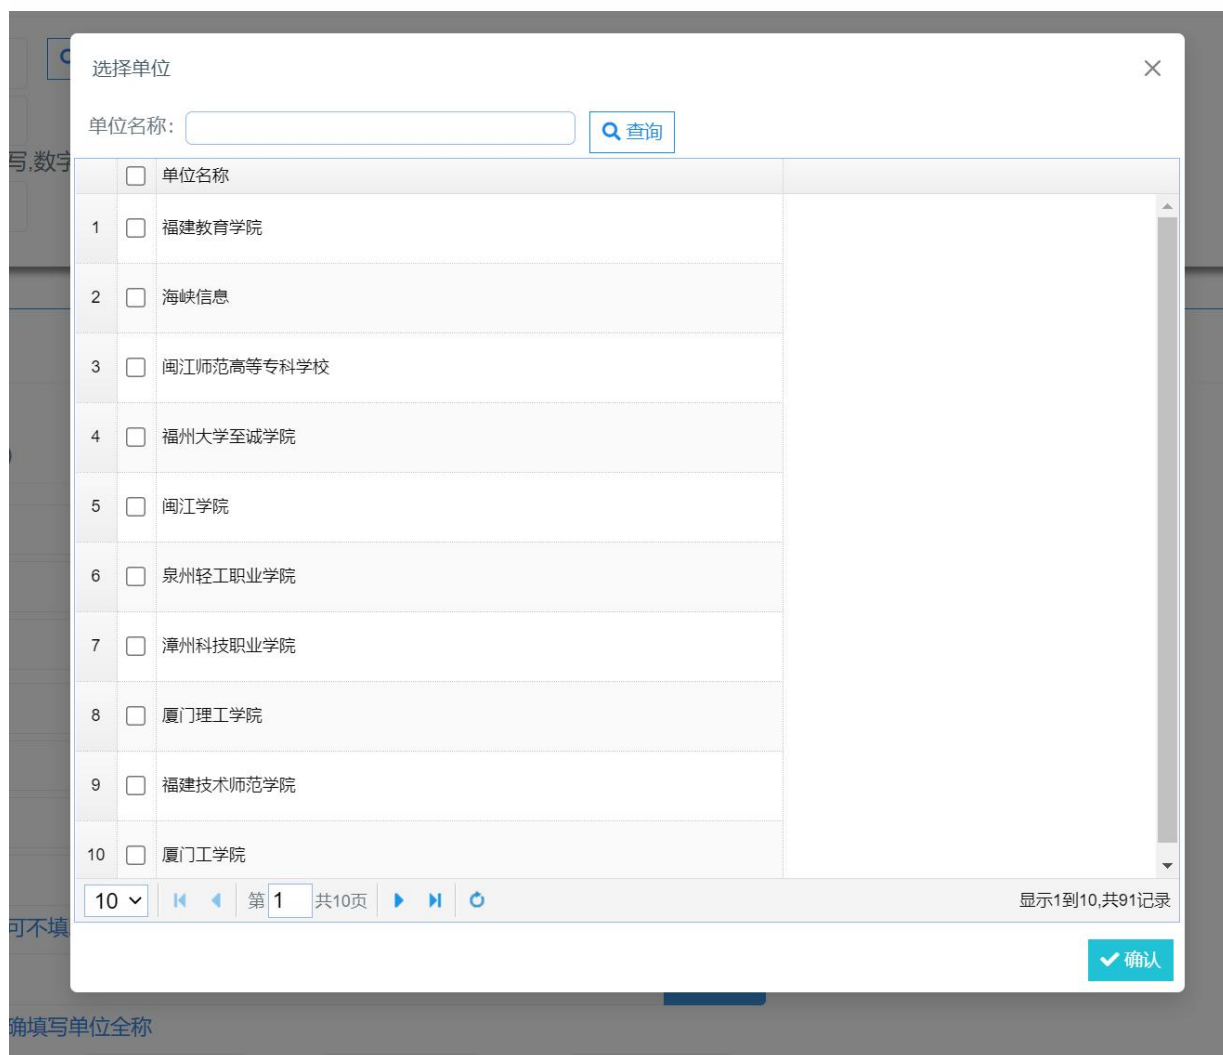 选择单位
单位名称: 查询
写,数字
单位名称
1 福建教育学院
2 海峡信息
3 闽江师范高等专科学校
4 福州大学至诚学院
5 闽江学院
6 泉州轻工职业学院
7 漳州科技职业学院
8 厦门理工学院
9 福建技术师范学院
10 厦门工学院
10 第 1 共10页 显示1到10,共91记录
可不填
确认
确填写单位全称